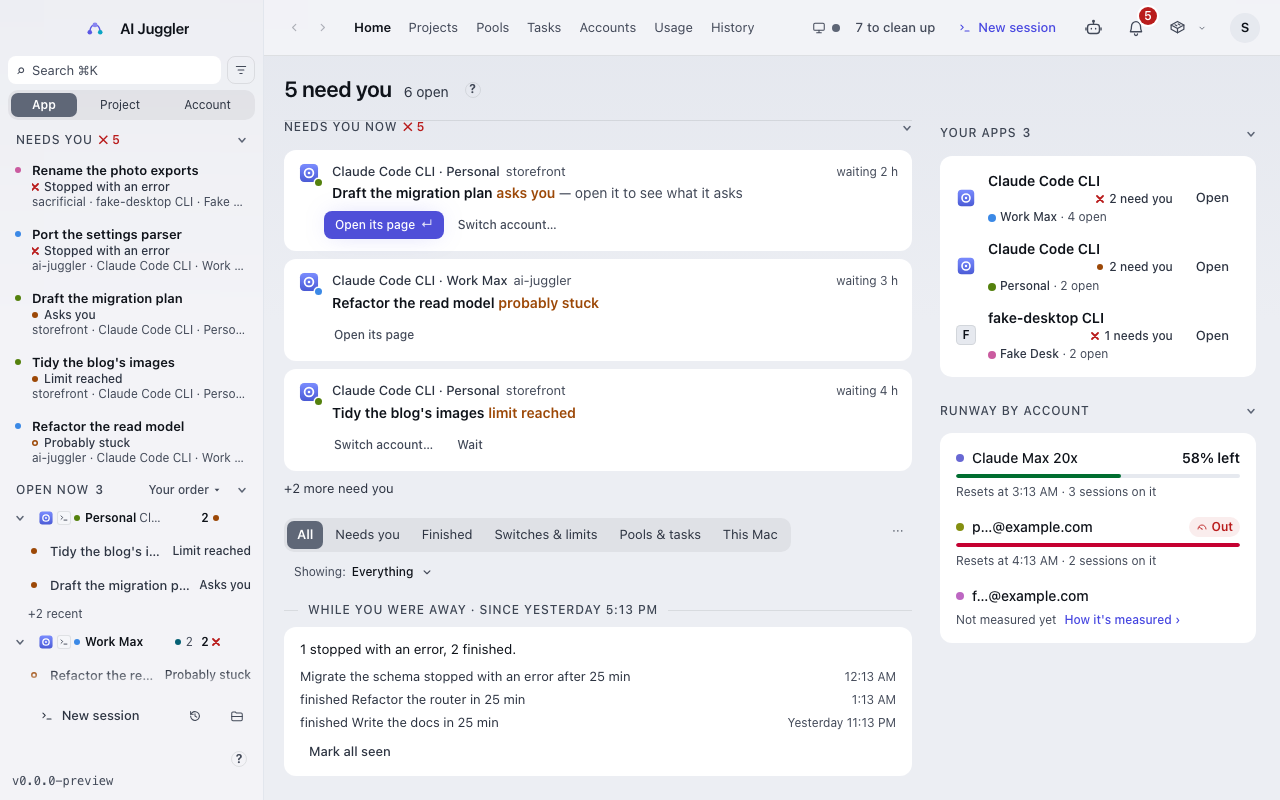 AI Juggler
Search ⌘K
App Project Account
NEEDS YOU 5
Rename the photo exports
Stopped with an error
sacrificial · fake-desktop CLI · Fake ...
Port the settings parser
Stopped with an error
ai-juggler · Claude Code CLI · Work ...
Draft the migration plan
Asks you
storefront · Claude Code CLI · Perso...
Tidy the blog's images
Limit reached
storefront · Claude Code CLI · Perso...
Refactor the read model
Probably stuck
ai-juggler · Claude Code CLI · Work ...
OPEN NOW 3 Your order
Personal Cl... 2
Tidy the blog's i... Limit reached
Draft the migration p... Asks you
+2 recent
Work Max 2 2
Refactor the re... Probably stuck
New session
?
v0.0.0-preview
Home Projects Pools Tasks Accounts Usage History
7 to clean up New session 5 S
5 need you 6 open ?
NEEDS YOU NOW 5
Claude Code CLI · Personal storefront waiting 2 h
Draft the migration plan asks you — open it to see what it asks
Open its page ↵ Switch account...
Claude Code CLI · Work Max ai-juggler waiting 3 h
Refactor the read model probably stuck
Open its page
Claude Code CLI · Personal storefront waiting 4 h
Tidy the blog's images limit reached
Switch account... Wait
+2 more need you
All Needs you Finished Switches & limits Pools & tasks This Mac ...
Showing: Everything
WHILE YOU WERE AWAY · SINCE YESTERDAY 5:13 PM
1 stopped with an error, 2 finished.
Migrate the schema stopped with an error after 25 min 12:13 AM
finished Refactor the router in 25 min 1:13 AM
finished Write the docs in 25 min Yesterday 11:13 PM
Mark all seen
YOUR APPS 3
Claude Code CLI
2 need you Open
Work Max · 4 open
Claude Code CLI
2 need you Open
Personal · 2 open
fake-desktop CLI
F 1 needs you Open
Fake Desk · 2 open
RUNWAY BY ACCOUNT
Claude Max 20x 58% left
Resets at 3:13 AM · 3 sessions on it
p...@example.com Out
Resets at 4:13 AM · 2 sessions on it
f...@example.com
Not measured yet How it's measured ›